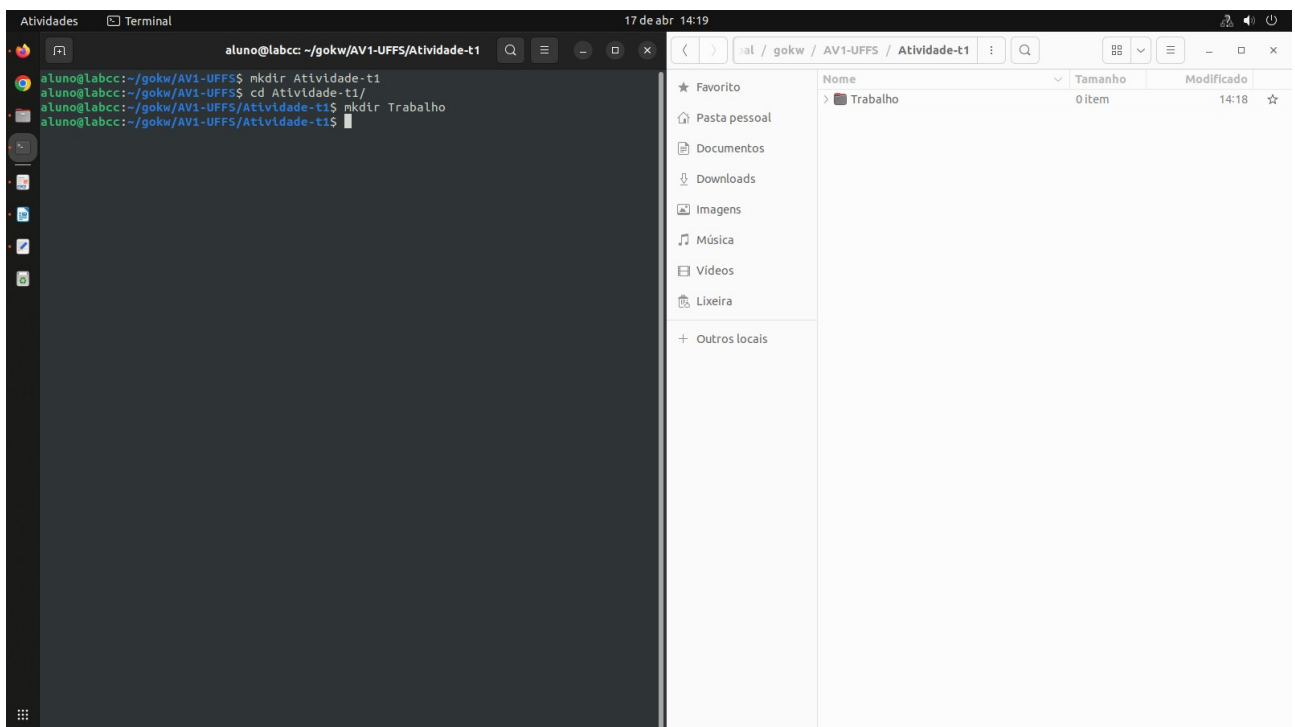 Atividades Terminal 17 de abr 14:19
aluno@labcc: ~/gokw/AV1-UFFS/Atividade-t1
aluno@labcc:~/gokw/AV1-UFFS$ mkdir Atividade-t1
aluno@labcc:~/gokw/AV1-UFFS$ cd Atividade-t1/
aluno@labcc:~/gokw/AV1-UFFS/Atividade-t1$ mkdir Trabalho
aluno@labcc:~/gokw/AV1-UFFS/Atividade-t1$
al / gokw / AV1-UFFS / Atividade-t1
Favorito
Pasta pessoal
Documentos
Downloads
Imagens
Música
Vídeos
Lixeira
+ Outros locais
Nome Tamanho Modificado
Trabalho 0 item 14:18